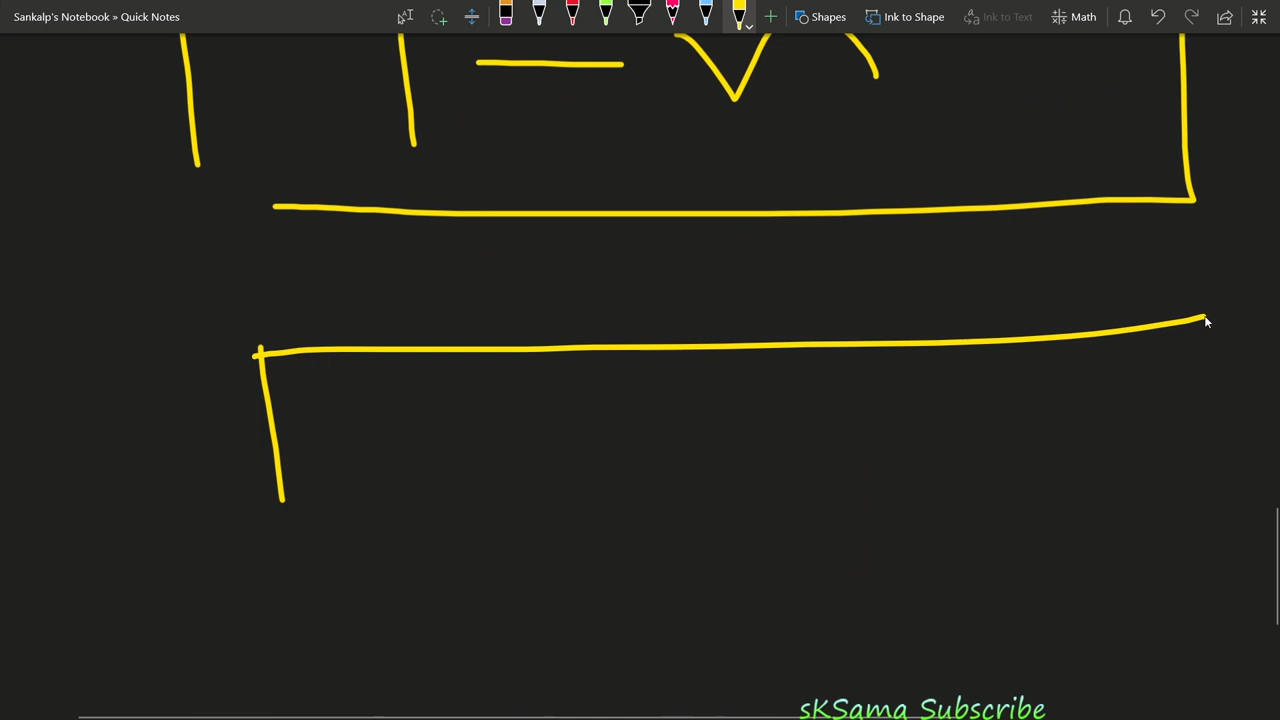 Sankalp's Notebook » Quick Notes Shapes Ink to Shape Ink to Text Math
sKSama Subscribe